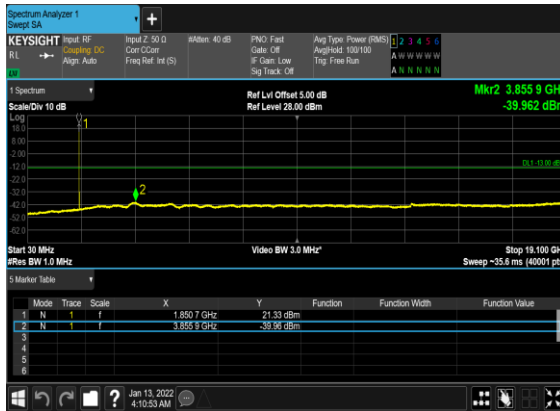 Spectrum Analyzer 1
Swept SA
+
KEYSIGHT Input: RF Input Z: 50 Ω #Atten: 40 dB PNO: Fast Avg Type: Power (RMS) 1 2 3 4 5 6
RL Coupling: DC Corr CCorr Gate: Off Avg|Hold: 100/100 A W W W W W
Align: Auto Freq Ref: Int (S) IF Gain: Low Trig: Free Run
Sig Track: Off A N N N N N
1 Spectrum Ref Lvl Offset 5.00 dB Mkr2 3.855 9 GH
Scale/Div 10 dB Ref Level 28.00 dBm -39.962 dBm
Log
1
18.0
8.00
-2.00
-12.0
DL1 -13.00 dB
-22.0
-32.0
2
-42.0
-52.0
-62.0
Start 30 MHz Video BW 3.0 MHz* Stop 19.100 GH
#Res BW 1.0 MHz Sweep ~35.6 ms (40001 pt
5 Marker Table
Mode Trace Scale X Y Function Function Width Function Value
1 N 1 f 1.850 7 GHz 21.33 dBm
2 N 1 f 3.855 9 GHz -39.96 dBm
3
4
5
6
? Jan 13, 2022
4:10:53 AM